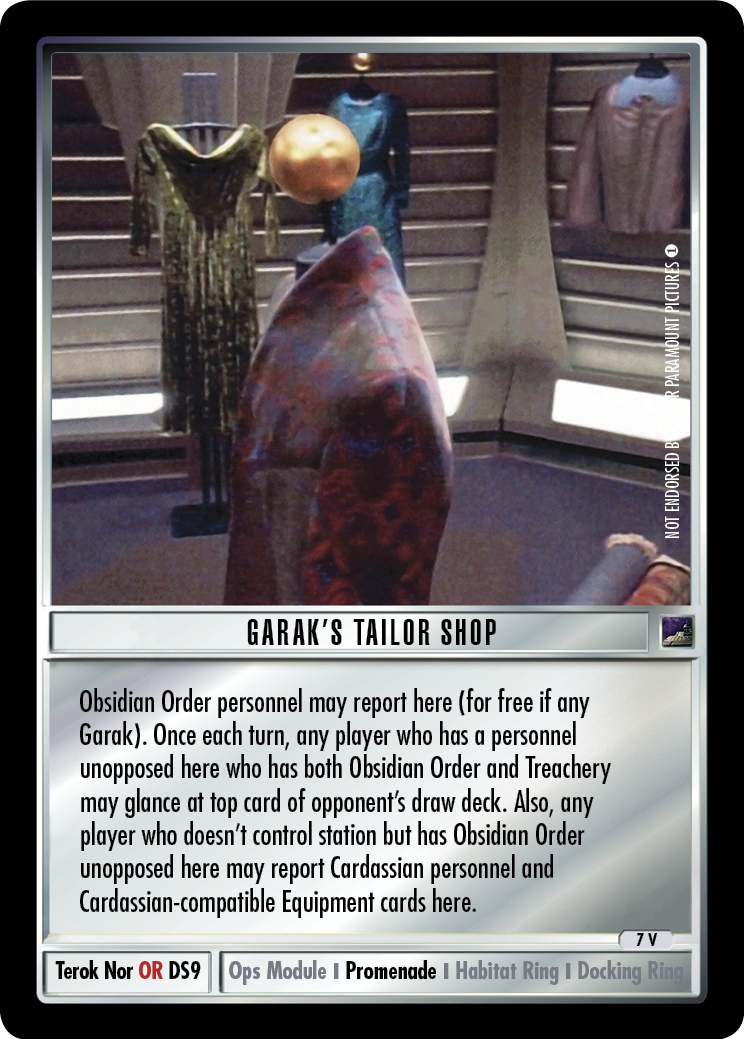 NOT ENDORSED B R PARAMOUNT PICTURES 1
GARAK'S TAILOR SHOP
Obsidian Order personnel may report here (for free if any
Garak). Once each turn, any player who has a personnel
unopposed here who has both Obsidian Order and Treachery
may glance at top card of opponent's draw deck. Also, any
player who doesn't control station but has Obsidian Order
unopposed here may report Cardassian personnel and
Cardassian-compatible Equipment cards here.
7 V
Terok Nor OR DS9
Ops Module I Promenade I Habitat Ring I Docking Ring